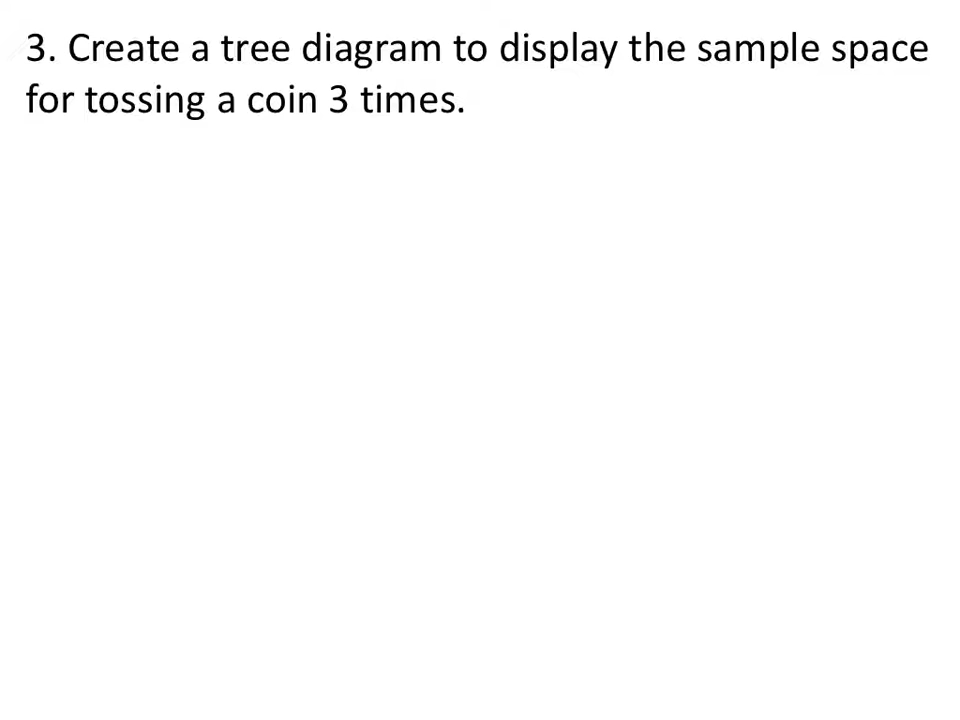 3. Create a tree diagram to display the sample space
for tossing a coin 3 times.